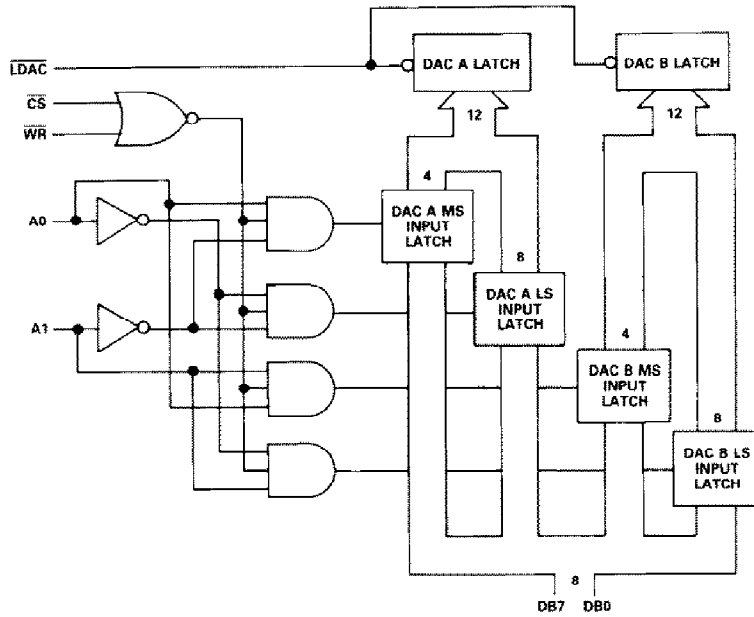 LDAC
DAC A LATCH
DAC B LATCH
CS
WR
12
12
A0
4
DAC A MS
INPUT
LATCH
8
DAC A LS
INPUT
LATCH
A1
4
DAC B MS
INPUT
LATCH
8
DAC B LS
INPUT
LATCH
8
DB7 DB0